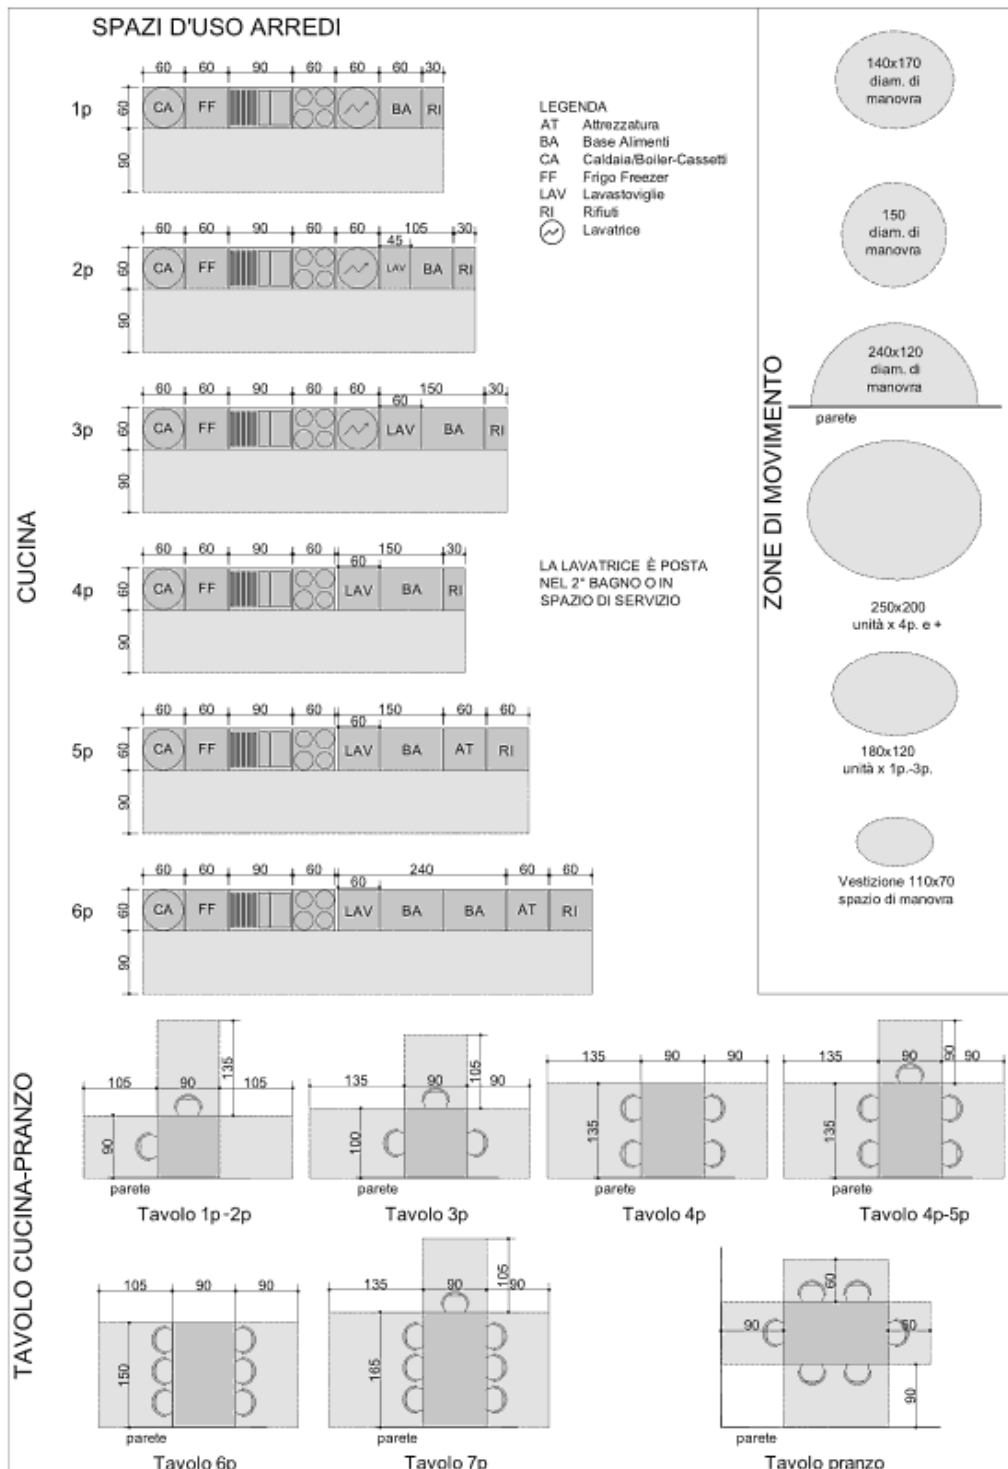 SPAZI D'USO ARREDI
CUCINA
1p
60 60 90 60 60 60 30
60
90
CA FF BA RI
2p
60 60 90 60 60 105 30
45
60
90
CA FF LAV BA RI
3p
60 60 90 60 60 150 30
60
60
90
CA FF LAV BA RI
4p
60 60 90 60 150 30
60
60
90
CA FF LAV BA RI
5p
60 60 90 60 150 60 60
60
60
90
CA FF LAV BA AT RI
6p
60 60 90 60 240 60 60
60
60
90
CA FF LAV BA BA AT RI
LEGENDA
AT Attrezzatura
BA Base Alimenti
CA Caldaia/Boiler-Cassetti
FF Frigo Freezer
LAV Lavastoviglie
RI Rifiuti
Lavatrice
LA LAVATRICE È POSTA
NEL 2° BAGNO O IN
SPAZIO DI SERVIZIO
ZONE DI MOVIMENTO
140x170
diam. di
manovra
150
diam. di
manovra
240x120
diam. di
manovra
parete
250x200
unità x 4p. e +
180x120
unità x 1p.-3p.
Vestizione 110x70
spazio di manovra
TAVOLO CUCINA-PRANZO
135
105 90 105
90
parete
Tavolo 1p-2p
105
135 90 90
100
parete
Tavolo 3p
135 90 90
135
Tavolo 4p
90
135 90 90
135
parete
Tavolo 4p-5p
105 90 90
150
parete
Tavolo 6p
105
135 90 90
165
parete
Tavolo 7p
60
90 60
90
parete
Tavolo pranzo